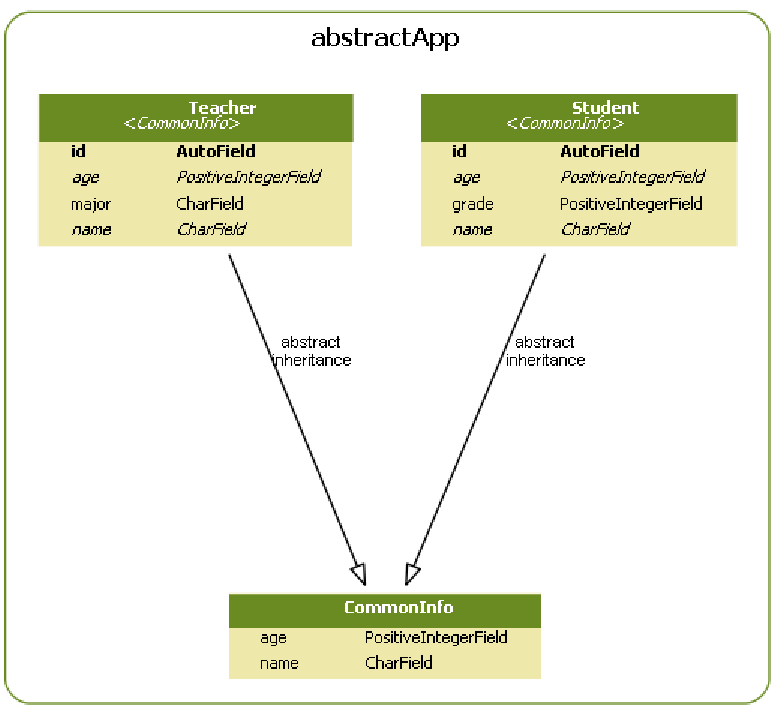 abstractApp
Teacher
<CommonInfo>
id AutoField
age PositiveIntegerField
major CharField
name CharField
Student
<CommonInfo>
id AutoField
age PositiveIntegerField
grade PositiveIntegerField
name CharField
abstract
inheritance
abstract
inheritance
CommonInfo
age PositiveIntegerField
name CharField